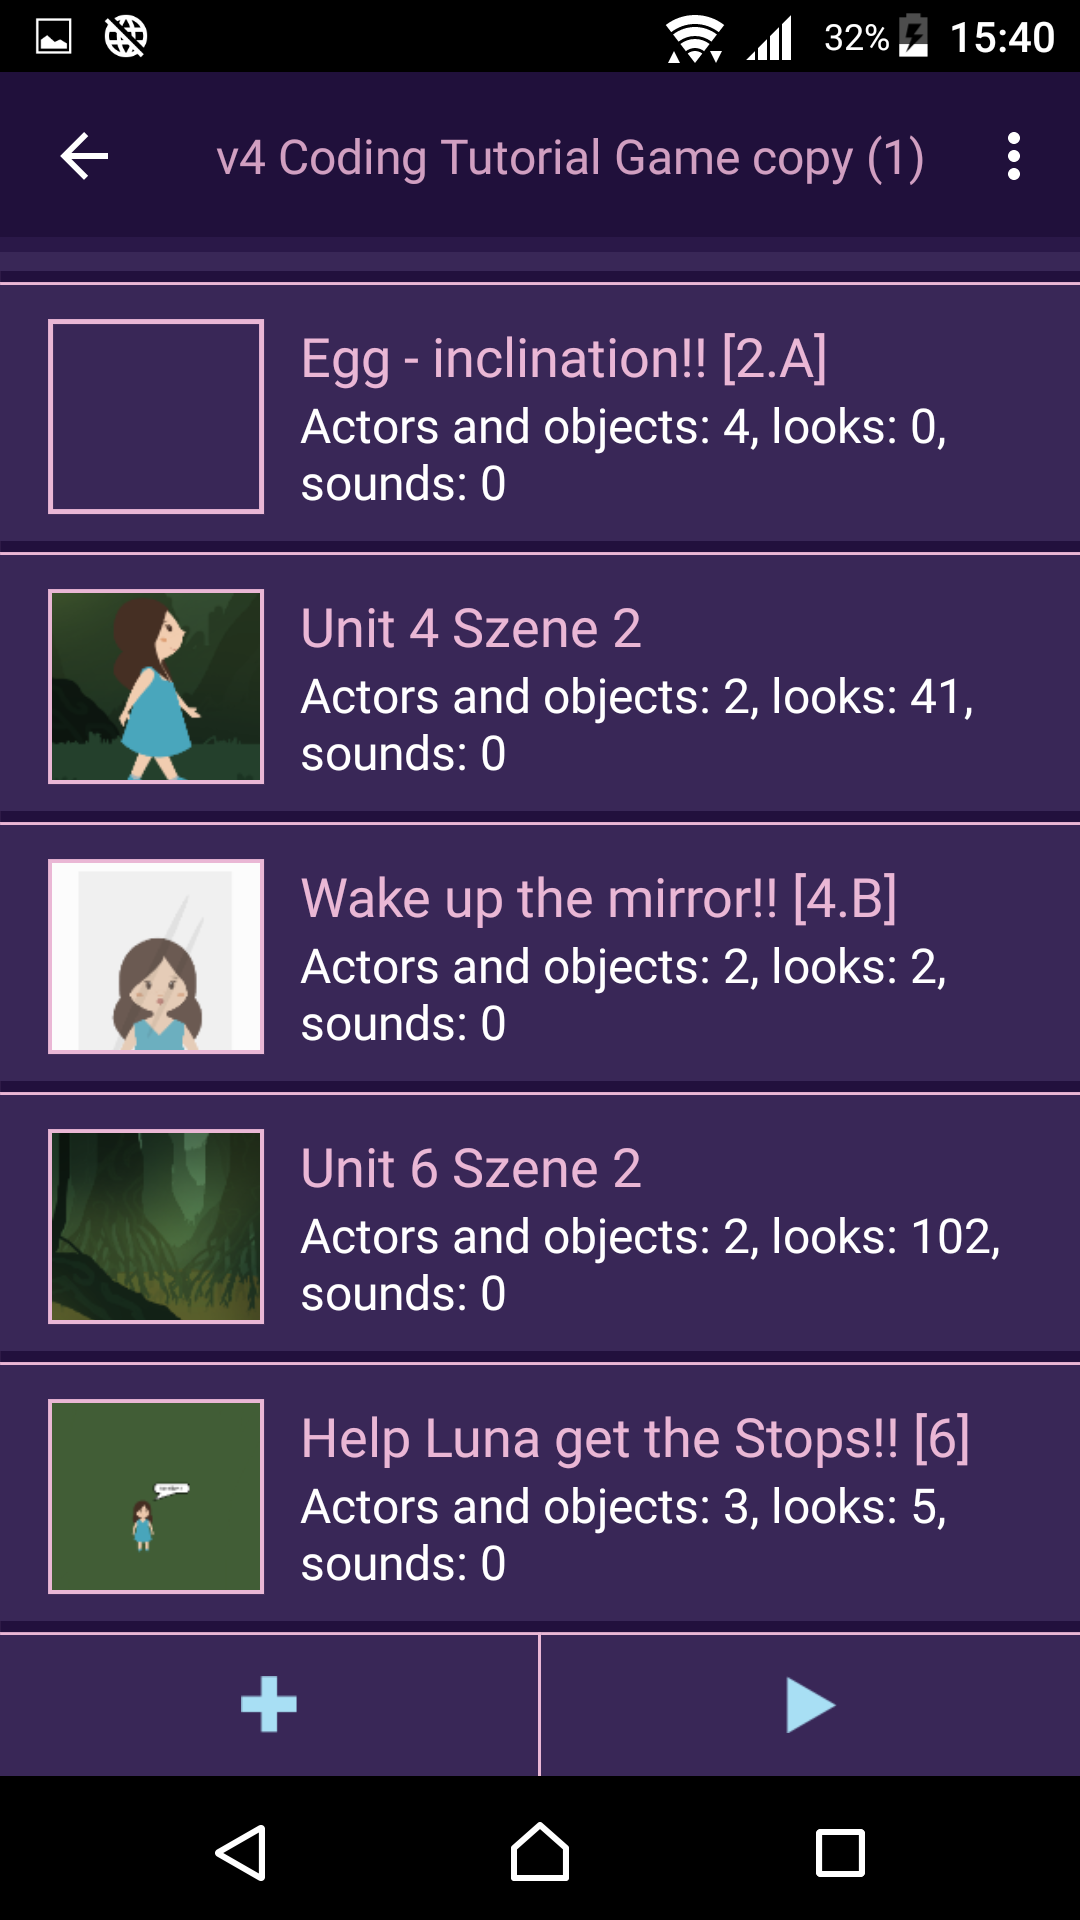 32% 15:40
v4 Coding Tutorial Game copy (1)
Egg - inclination!! [2.A]
Actors and objects: 4, looks: 0,
sounds: 0
Unit 4 Szene 2
Actors and objects: 2, looks: 41,
sounds: 0
Wake up the mirror!! [4.B]
Actors and objects: 2, looks: 2,
sounds: 0
Unit 6 Szene 2
Actors and objects: 2, looks: 102,
sounds: 0
Help Luna get the Stops!! [6]
Actors and objects: 3, looks: 5,
sounds: 0